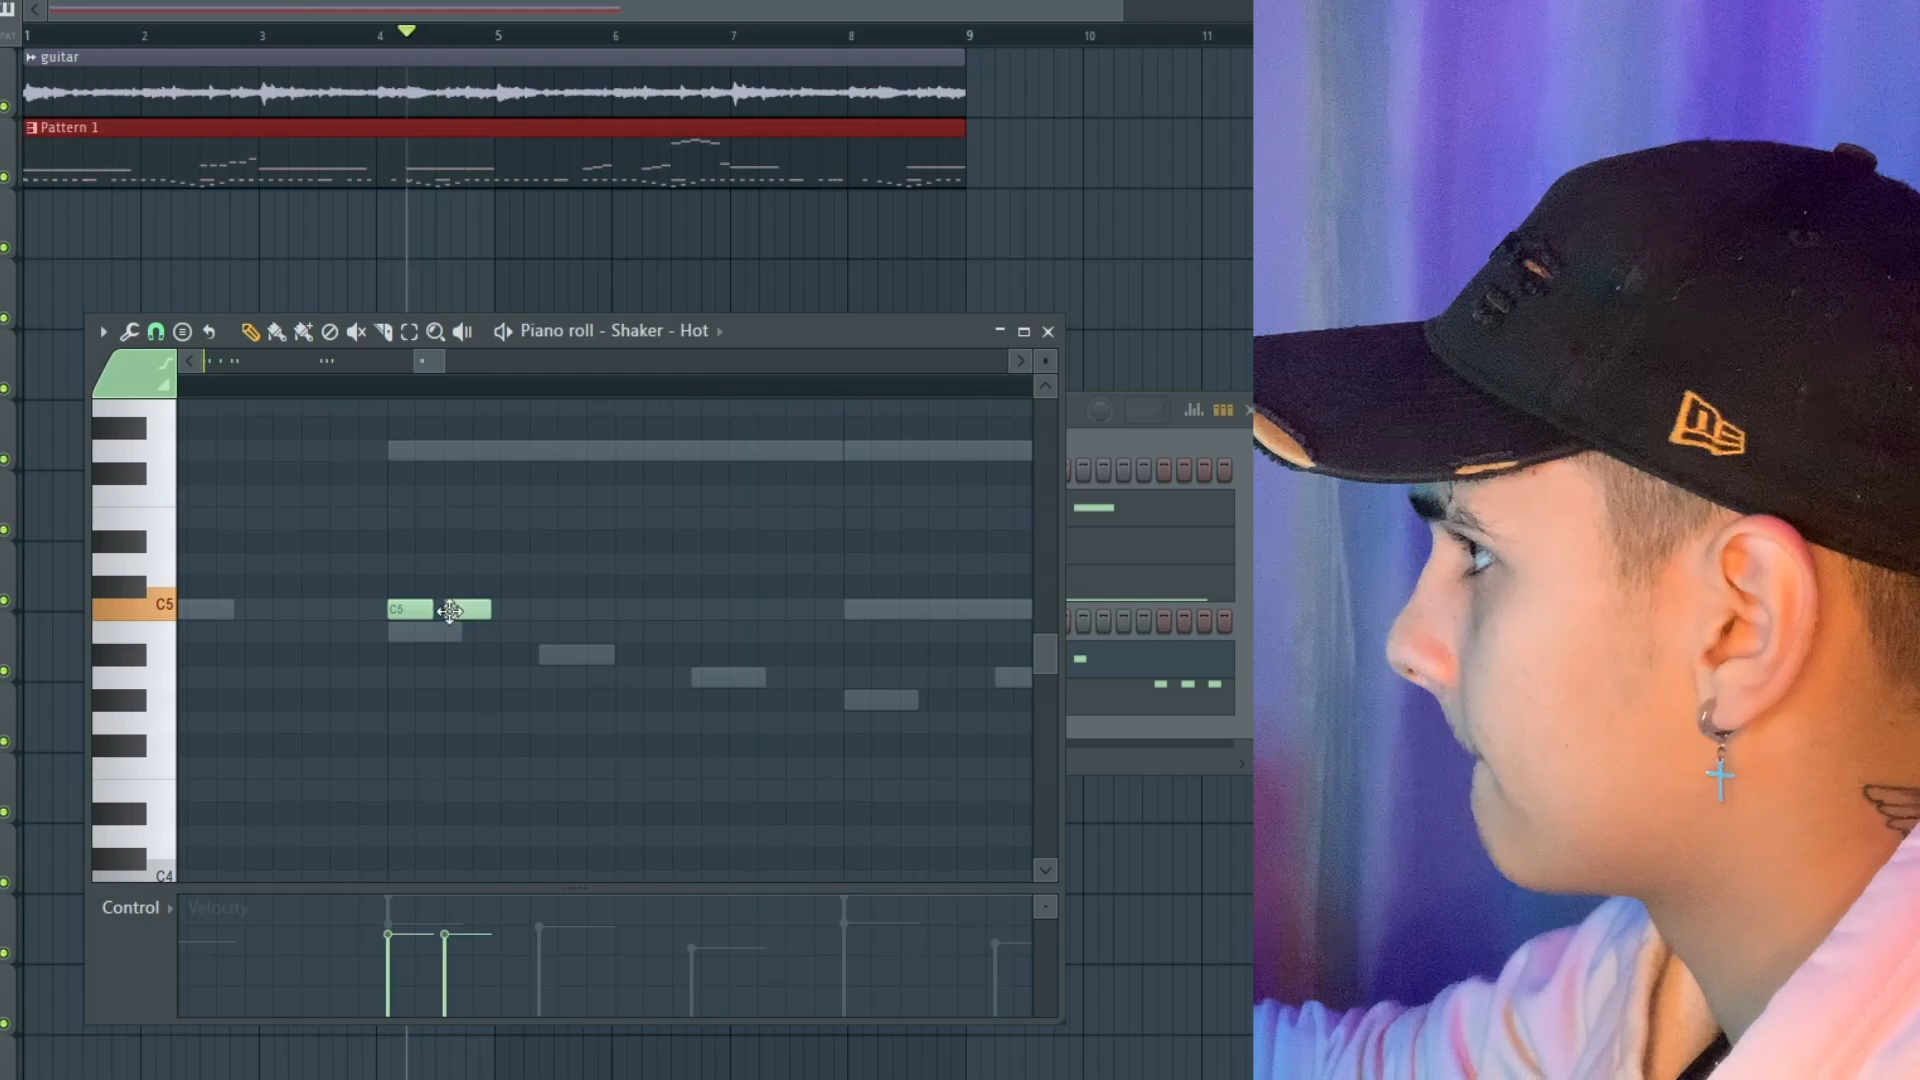 PAT
1 2 3 4 5 6 7 8 9 10 11
guitar
Pattern 1
Piano roll - Shaker - Hot
C5
C5
C4
Control
Velocity